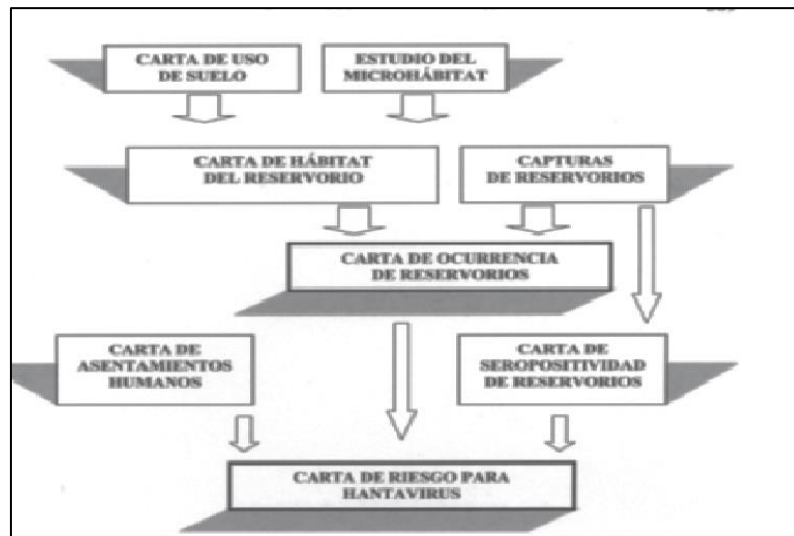 CARTA DE USO
DE SUELO
ESTUDIO DEL
MICROHÁBITAT
CARTA DE HÁBITAT
DEL RESERVORIO
CAPTURAS
DE RESERVORIOS
CARTA DE OCURRENCIA
DE RESERVORIOS
CARTA DE
ASENTAMIENTOS
HUMANOS
CARTA DE
SEROPOSITIVIDAD
DE RESERVORIOS
CARTA DE RIESGO PARA
HANTAVIRUS